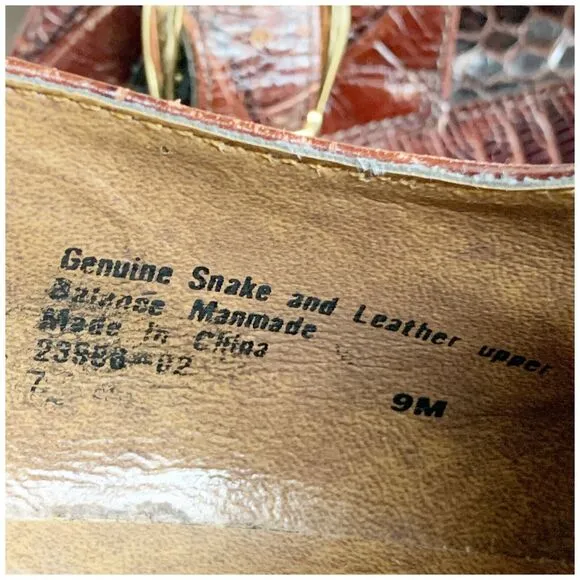 Genuine Snake and Leather upper
Balance Manmade
Made in China
9M